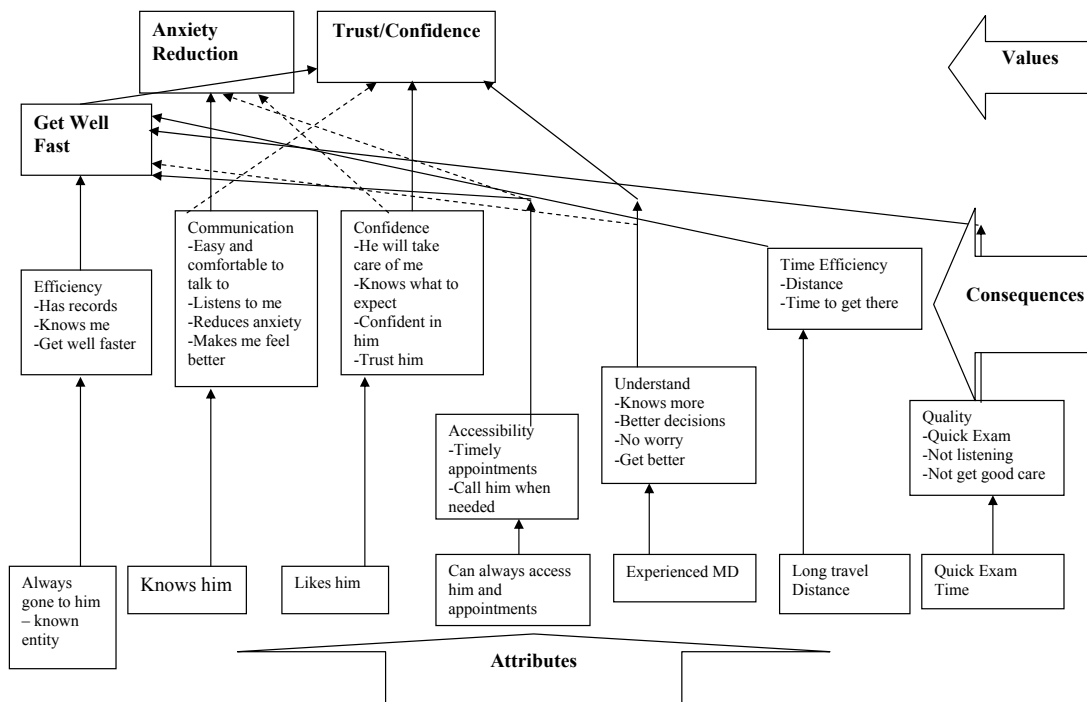 Anxiety
Reduction
Trust/Confidence
Values
Get Well
Fast
Communication
-Easy and
comfortable to
talk to
-Listens to me
-Reduces anxiety
-Makes me feel
better
Confidence
-He will take
care of me
-Knows what to
expect
-Confident in
him
-Trust him
Efficiency
-Has records
-Knows me
-Get well faster
Time Efficiency
-Distance
-Time to get there
Consequences
Understand
-Knows more
-Better decisions
-No worry
-Get better
Accessibility
-Timely
appointments
-Call him when
needed
Quality
-Quick Exam
-Not listening
-Not get good care
Always
gone to him
– known
entity
Knows him
Likes him
Can always access
him and
appointments
Experienced MD
Long travel
Distance
Quick Exam
Time
Attributes